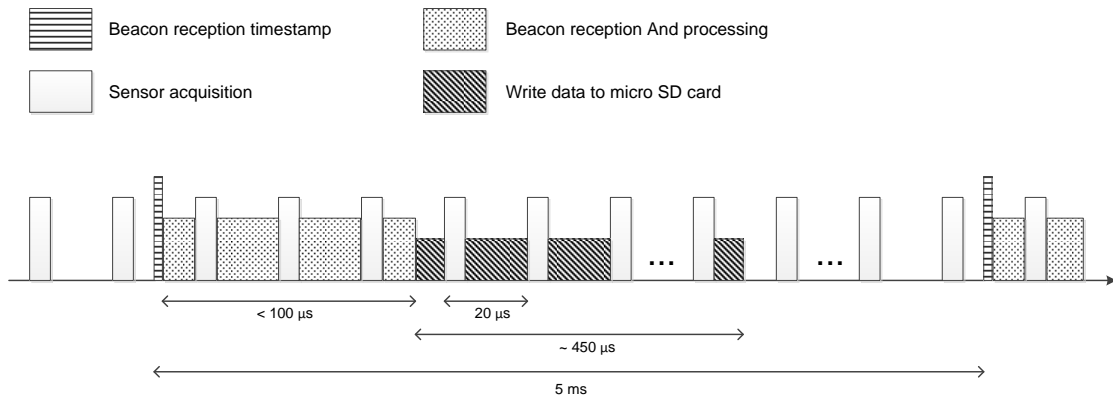 Beacon reception timestamp
Beacon reception And processing
Sensor acquisition
Write data to micro SD card
... ...
< 100 µs
20 µs
~ 450 µs
5 ms